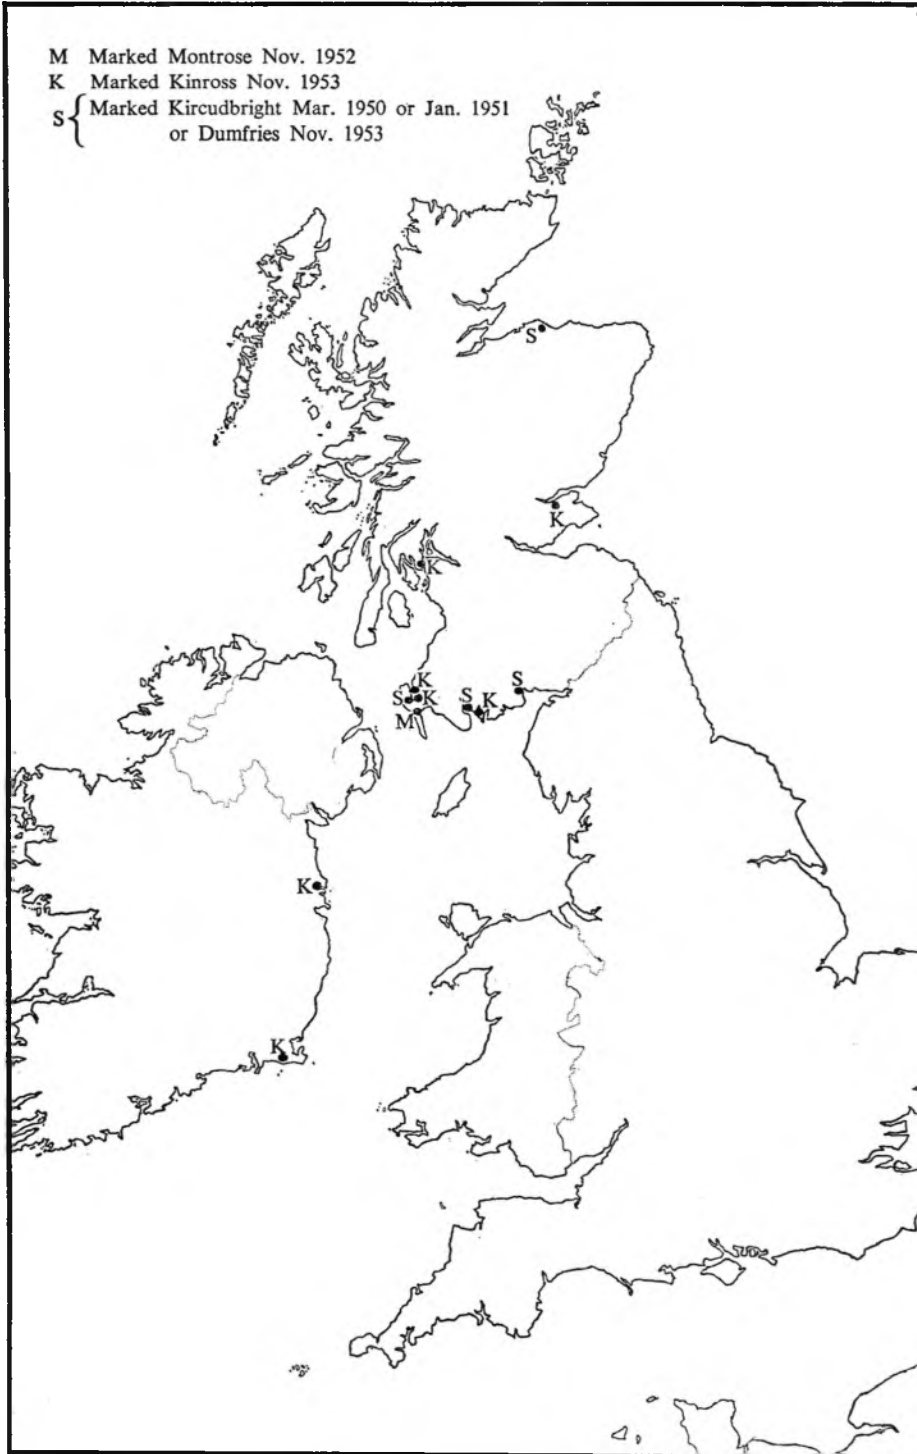 M Marked Montrose Nov. 1952
K Marked Kinross Nov. 1953
S { Marked Kircudbright Mar. 1950 or Jan. 1951
or Dumfries Nov. 1953
S
K
K
K
S K
M
S K
S
K
K